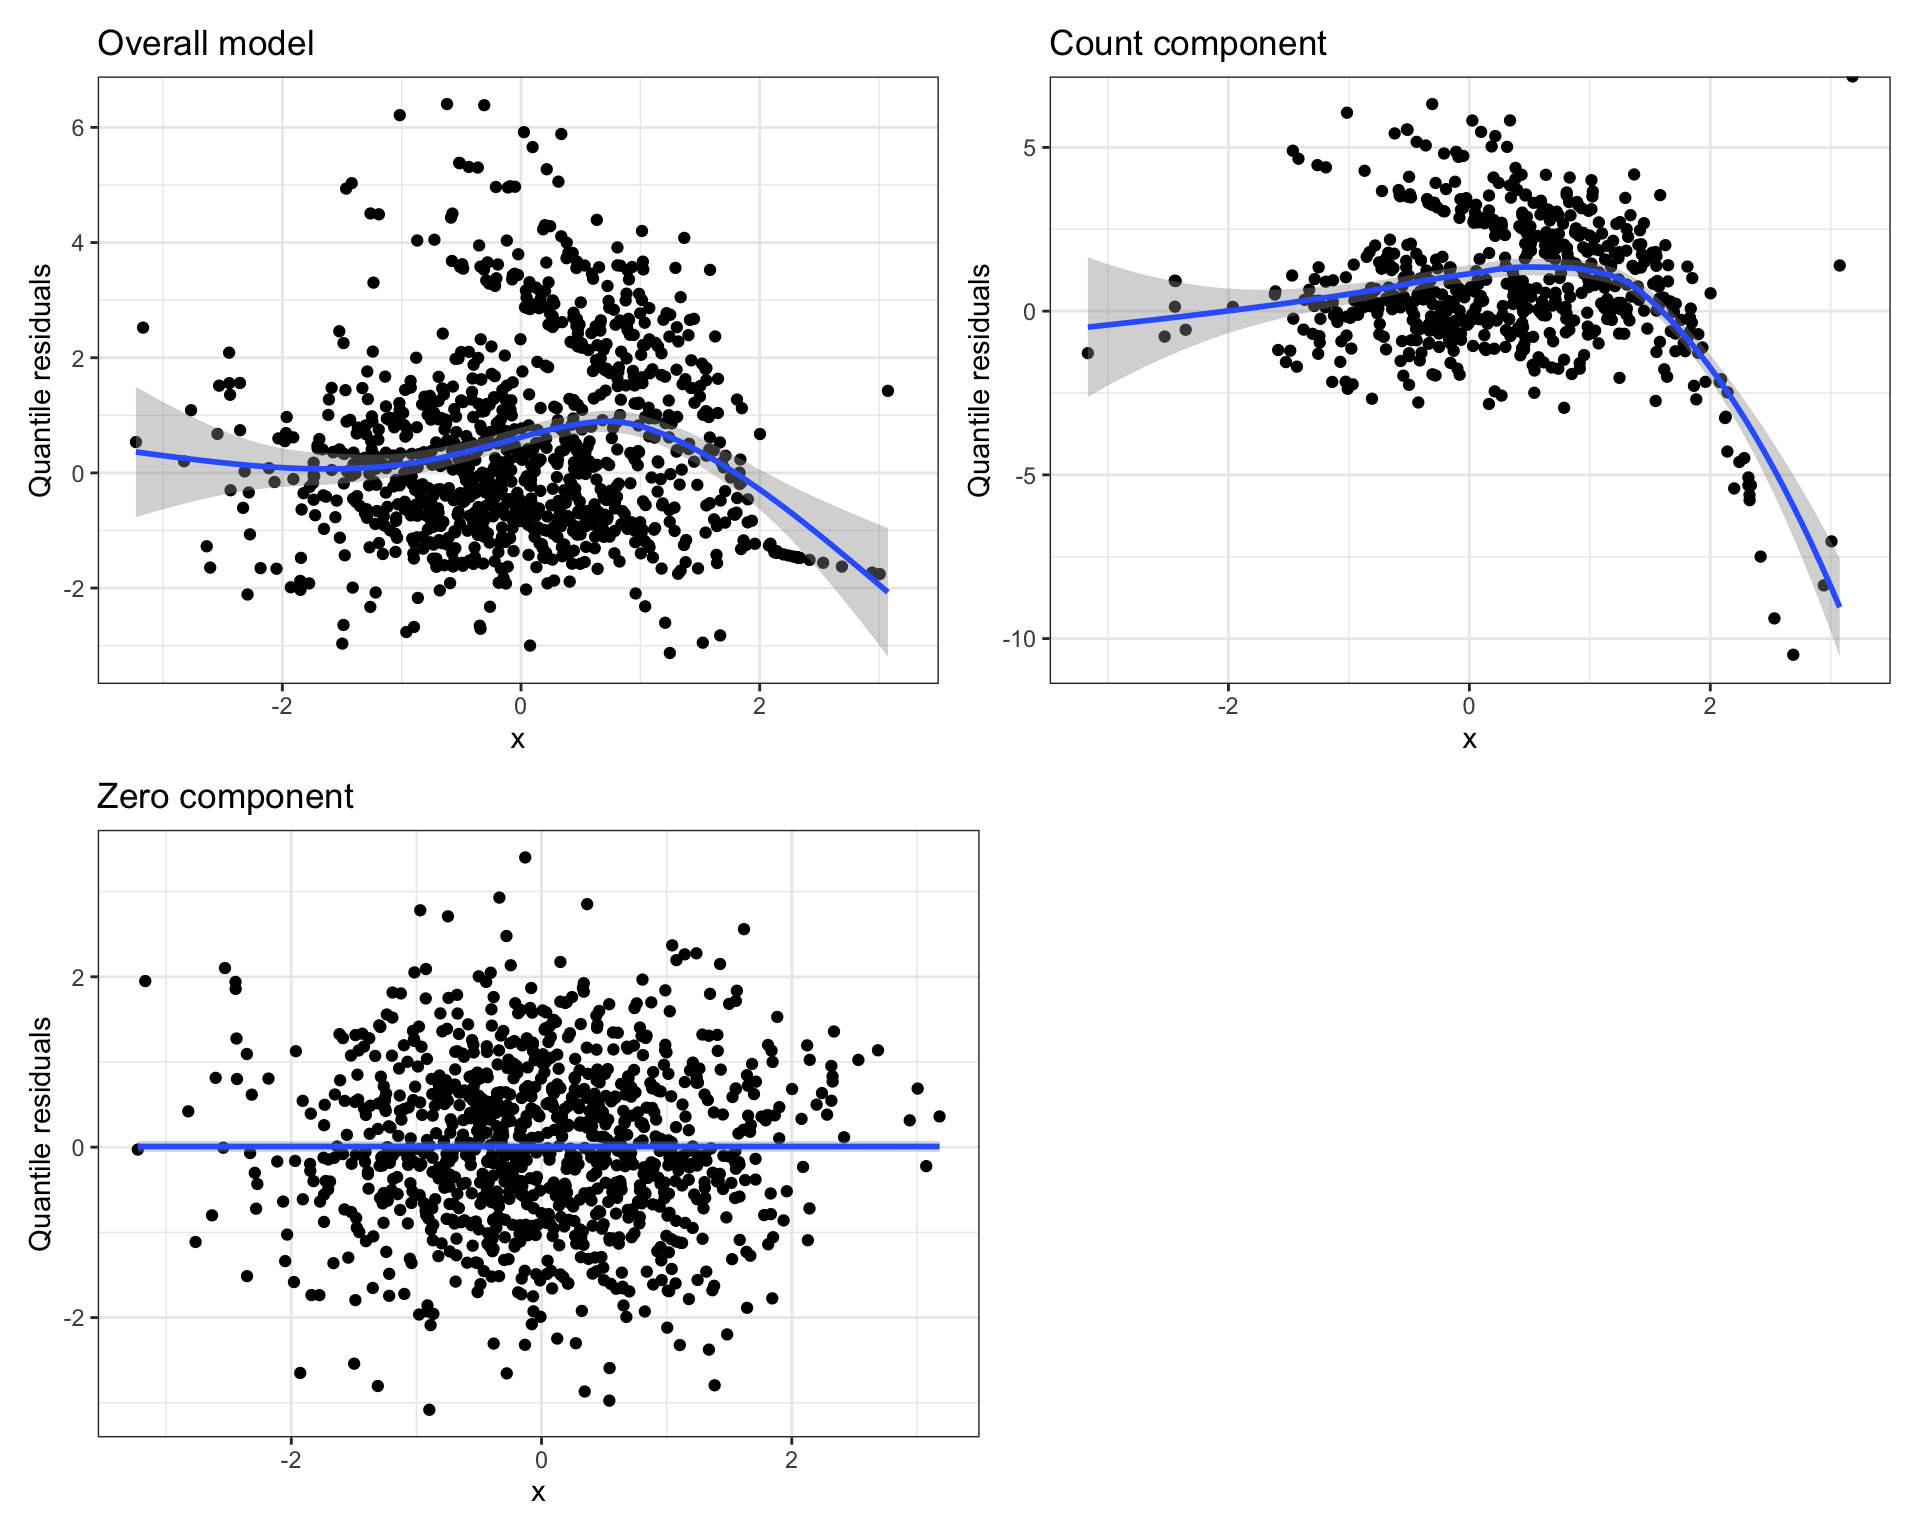 Overall model
Quantile residuals
6
4
2
0
-2
-2 0 2
x
Count component
Quantile residuals
5
0
-5
-10
-2 0 2
x
Zero component
Quantile residuals
2
0
-2
-2 0 2
x